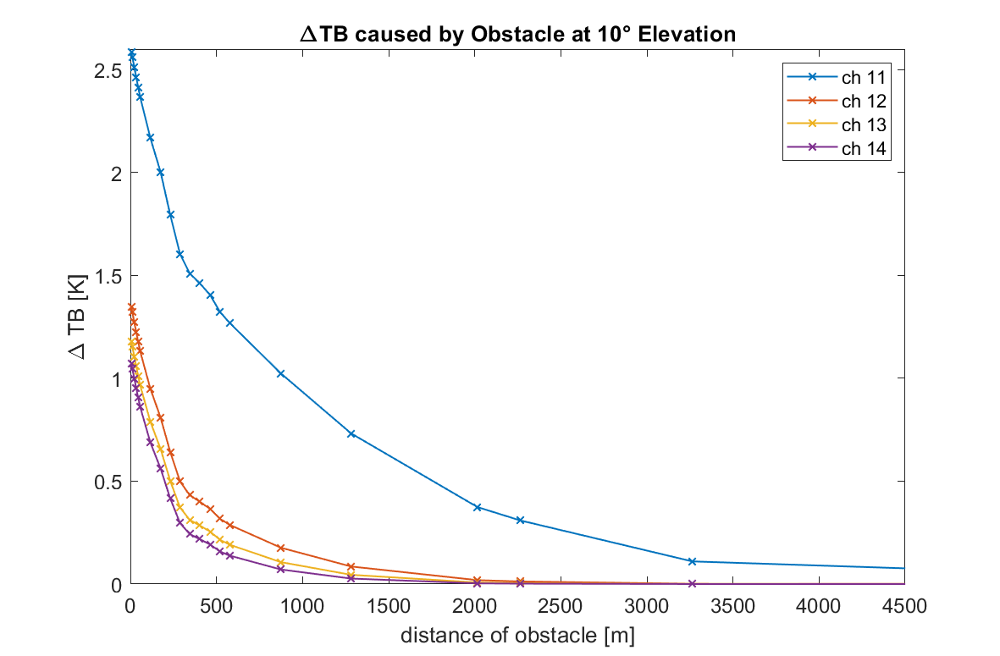 ΔTB caused by Obstacle at 10° Elevation
ch 11
ch 12
ch 13
ch 14
Δ TB [K]
2.5
2
1.5
1
0.5
0
0 500 1000 1500 2000 2500 3000 3500 4000 4500
distance of obstacle [m]